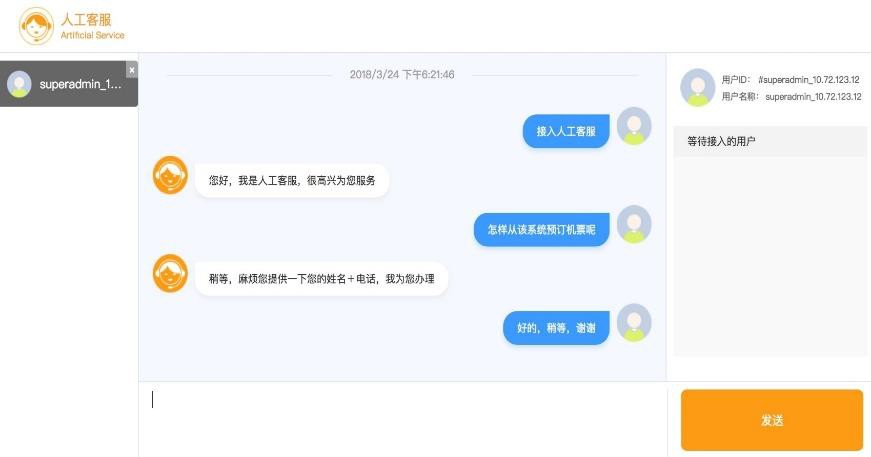 人工客服
Artificial Service
superadmin_1...
2018/3/24 下午6:21:46
接入人工客服
您好，我是人工客服，很高兴为您服务
怎样从该系统预订机票呢
稍等，麻烦您提供一下您的姓名+电话，我为您办理
好的，稍等，谢谢
用户ID： #superadmin_10.72.123.12
用户名称： superadmin_10.72.123.12
等待接入的用户
发送